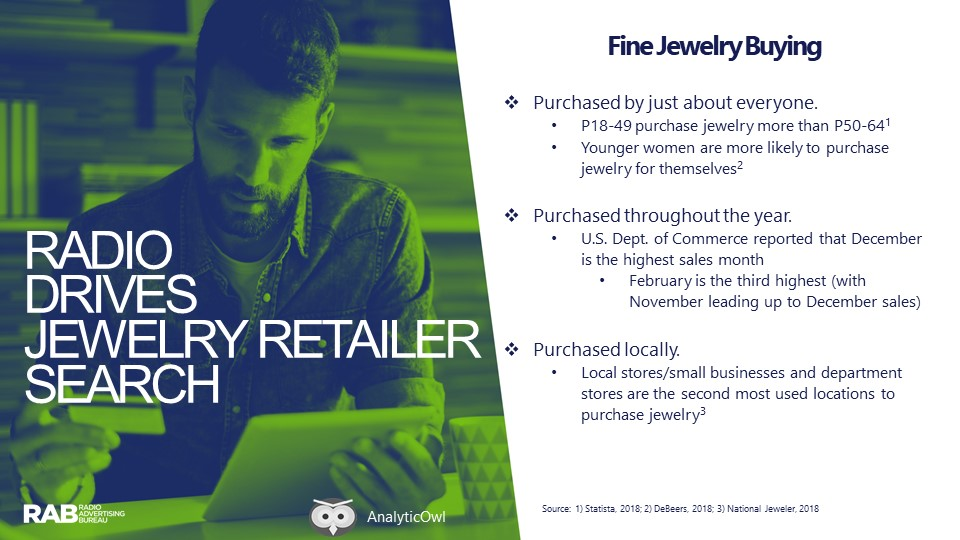 RADIO
DRIVES
JEWELRY RETAILER
SEARCH
RAB RADIO
ADVERTISING
BUREAU
AnalyticOwl
Fine Jewelry Buying
❖ Purchased by just about everyone.
• P18-49 purchase jewelry more than P50-64¹
• Younger women are more likely to purchase
jewelry for themselves²
❖ Purchased throughout the year.
• U.S. Dept. of Commerce reported that December
is the highest sales month
• February is the third highest (with
November leading up to December sales)
❖ Purchased locally.
• Local stores/small businesses and department
stores are the second most used locations to
purchase jewelry³
Source: 1) Statista, 2018; 2) DeBeers, 2018; 3) National Jeweler, 2018